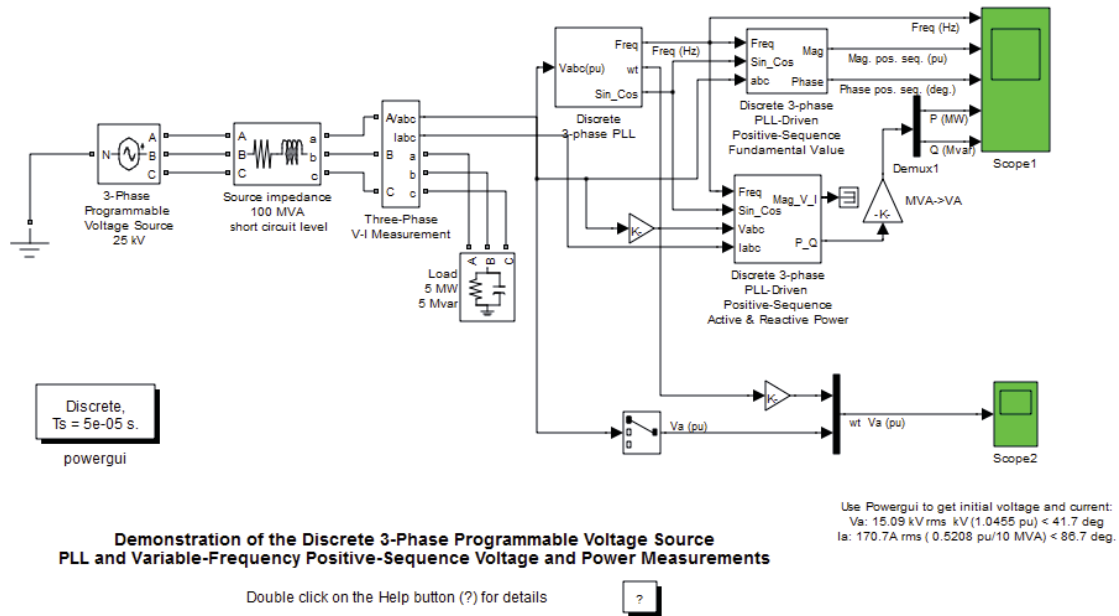 Freq (Hz)
Freq
Vabc(pu)
wt
Sin_Cos
Discrete
3-phase PLL
Freq (Hz)
Freq
Sin_Cos
abc
Mag
Phase
Discrete 3-phase
PLL-Driven
Positive-Sequence
Fundamental Value
Mag. pos. seq. (pu)
Phase pos. seq. (deg.)
P (MW)
Q (Mvar)
Demux1
Scope1
N
A
B
C
3-Phase
Programmable
Voltage Source
25 kV
A
B
C
a
b
c
Source impedance
100 MVA
short circuit level
A
B
C
Vabc
Iabc
a
b
c
Three-Phase
V-I Measurement
A B C
Load
5 MW
5 Mvar
K-
Freq
Sin_Cos
Vabc
Iabc
Mag_V_I
P_Q
Discrete 3-phase
PLL-Driven
Positive-Sequence
Active & Reactive Power
-K-
MVA->VA
Discrete,
Ts = 5e-05 s.
powergui
K-
Va (pu)
wt Va (pu)
Scope2
Use Powergui to get initial voltage and current:
Va: 15.09 kV rms kV (1.0455 pu) < 41.7 deg
Ia: 170.7A rms ( 0.5208 pu/10 MVA) < 86.7 deg.
Demonstration of the Discrete 3-Phase Programmable Voltage Source
PLL and Variable-Frequency Positive-Sequence Voltage and Power Measurements
Double click on the Help button (?) for details
?